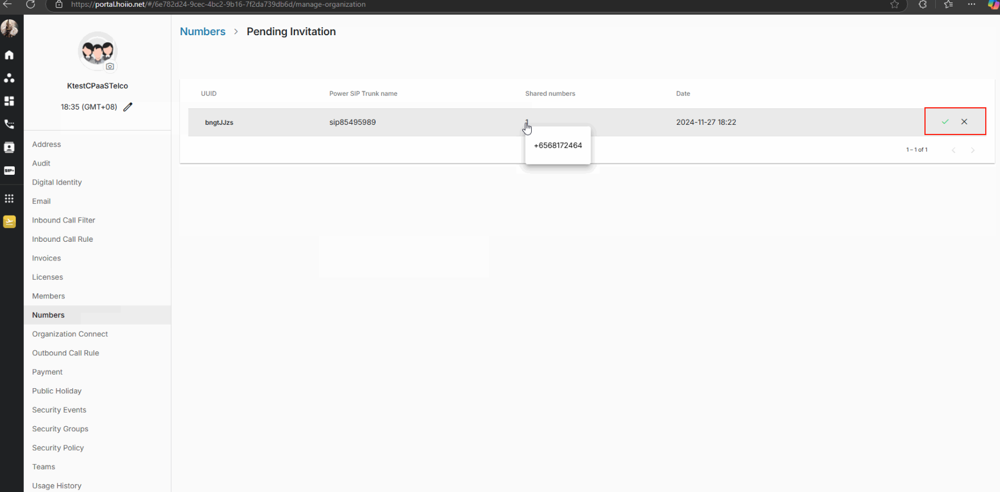 https://portal.hoiio.net/#/6e782d24-9cec-4bc2-9b16-7f2da739db6d/manage-organization
Numbers > Pending Invitation
KtestCPaaSTelco
18:35 (GMT+08)
UUID Power SIP Trunk name Shared numbers Date
bngtJJzs sip85495989 1 2024-11-27 18:22
+6568172464
1 – 1 of 1
SIP+
Address
Audit
Digital Identity
Email
Inbound Call Filter
Inbound Call Rule
Invoices
Licenses
Members
Numbers
Organization Connect
Outbound Call Rule
Payment
Public Holiday
Security Events
Security Groups
Security Policy
Teams
Usage History